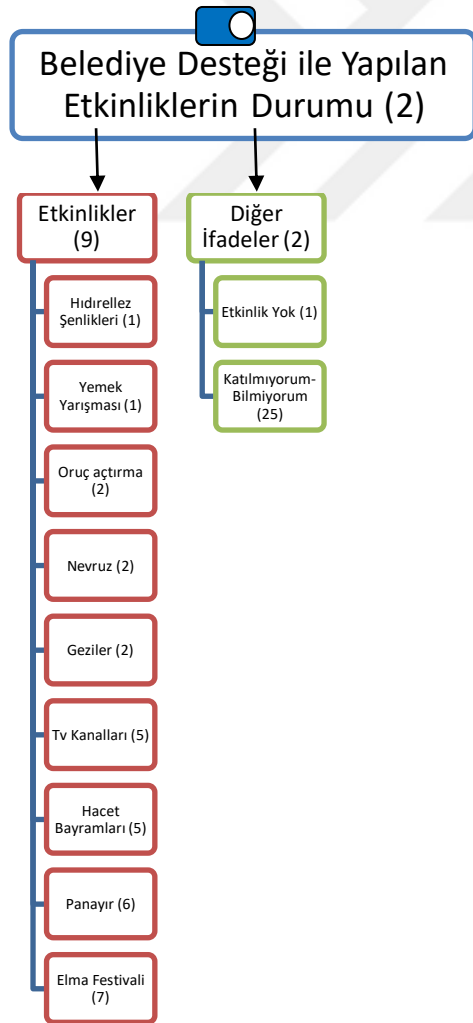 Belediye Desteği ile Yapılan
Etkinliklerin Durumu (2)
Etkinlikler
(9)
Hıdırellez
Şenlikleri (1)
Yemek
Yarışması (1)
Oruç açtırma
(2)
Nevruz (2)
Geziler (2)
Tv Kanalları (5)
Hacet
Bayramları (5)
Panayır (6)
Elma Festivali
(7)
Diğer
İfadeler (2)
Etkinlik Yok (1)
Katılmıyorum-
Bilmiyorum
(25)